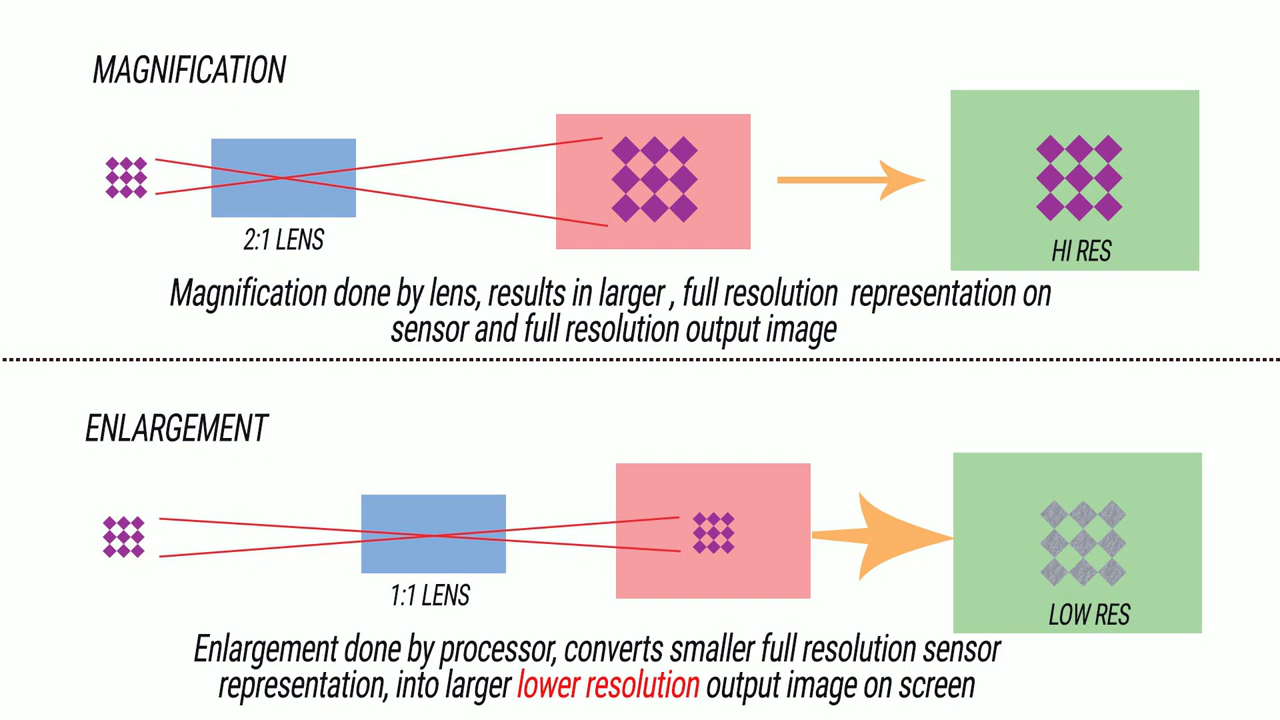 MAGNIFICATION
2:1 LENS
HI RES
Magnification done by lens, results in larger , full resolution representation on
sensor and full resolution output image
ENLARGEMENT
1:1 LENS
LOW RES
Enlargement done by processor, converts smaller full resolution sensor
representation, into larger lower resolution output image on screen